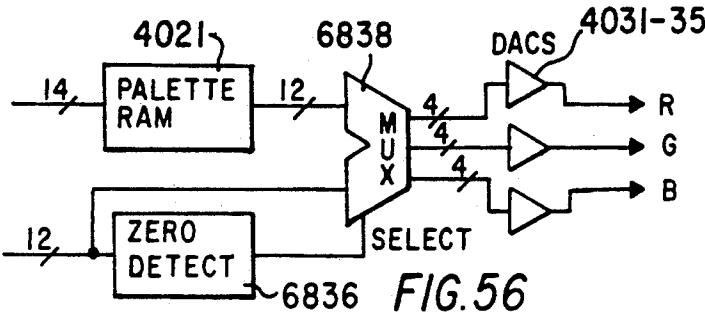 4021
6838
DACS
4031-35
14
PALETTE
RAM
12
MUX
4
4
4
R
G
B
12
ZERO
DETECT
SELECT
6836
FIG.56